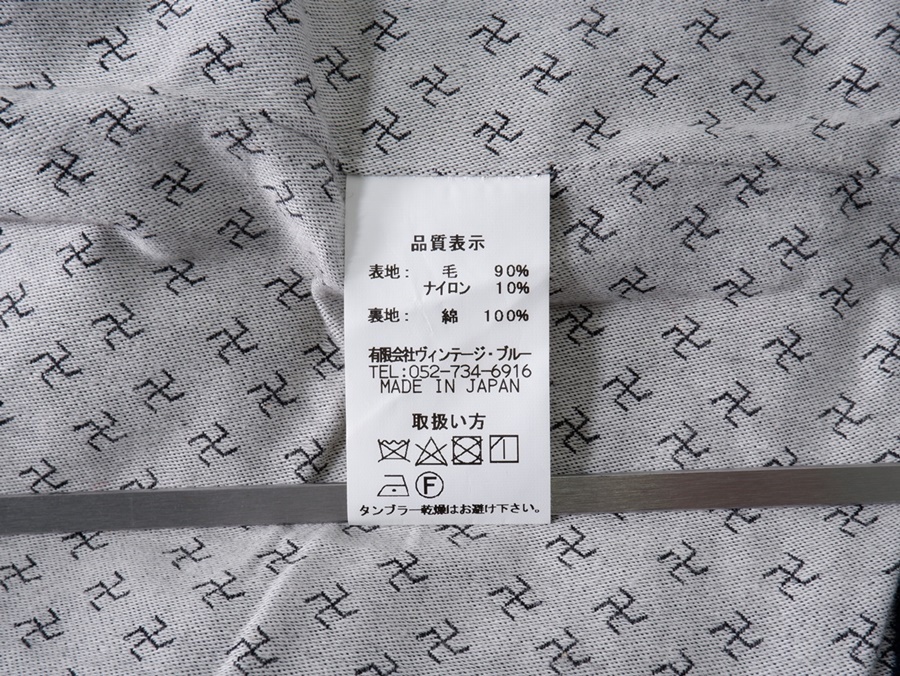 品質表示
表地： 毛 90%
ナイロン 10%
裏地： 綿 100%
有限会社ヴィンテージ・ブルー
TEL:052-734-6916
MADE IN JAPAN
取扱い方
F
タンブラー乾燥はお避け下さい。